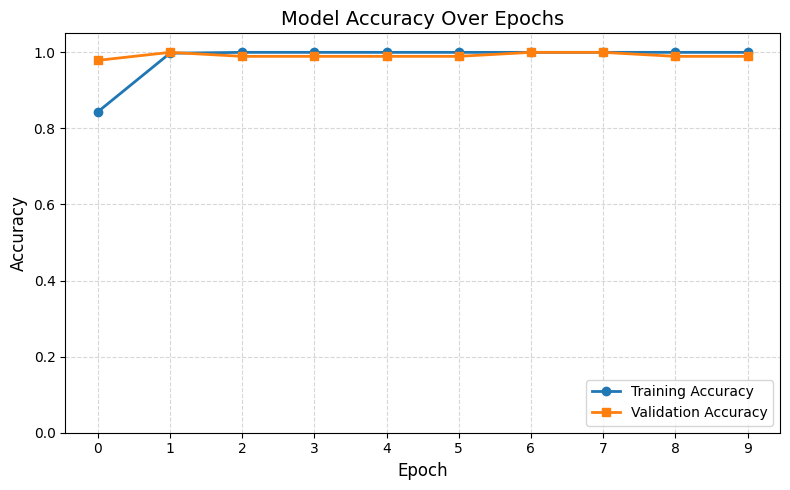 Model Accuracy Over Epochs
Accuracy
1.0
0.8
0.6
0.4
0.2
0.0
Training Accuracy
Validation Accuracy
0 1 2 3 4 5 6 7 8 9
Epoch